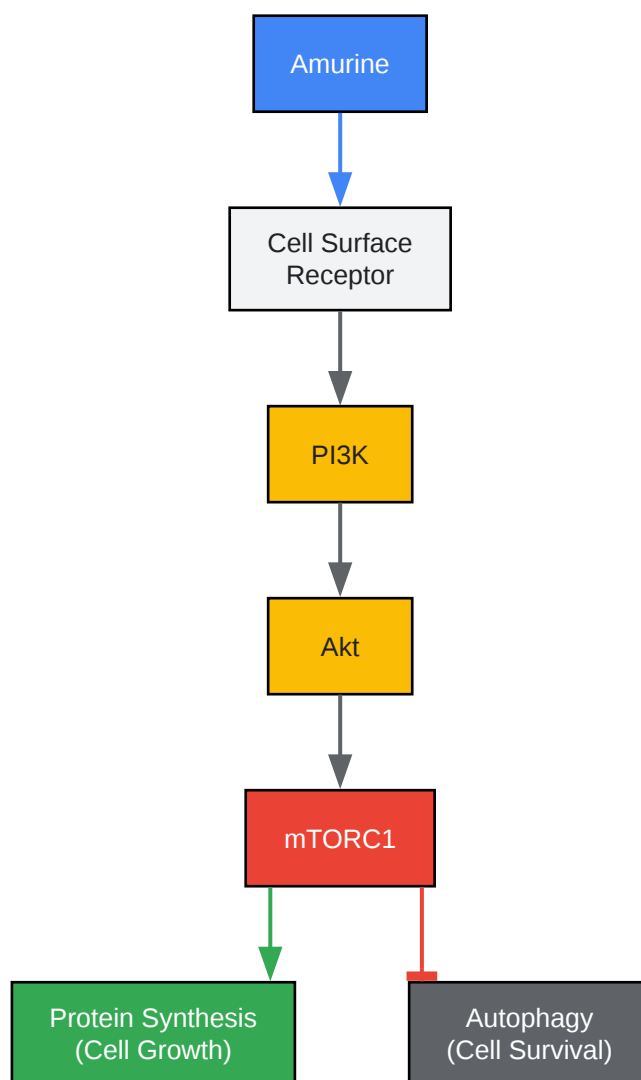 Amurine
Cell Surface
Receptor
PI3K
Akt
mTORC1
Protein Synthesis
(Cell Growth)
Autophagy
(Cell Survival)